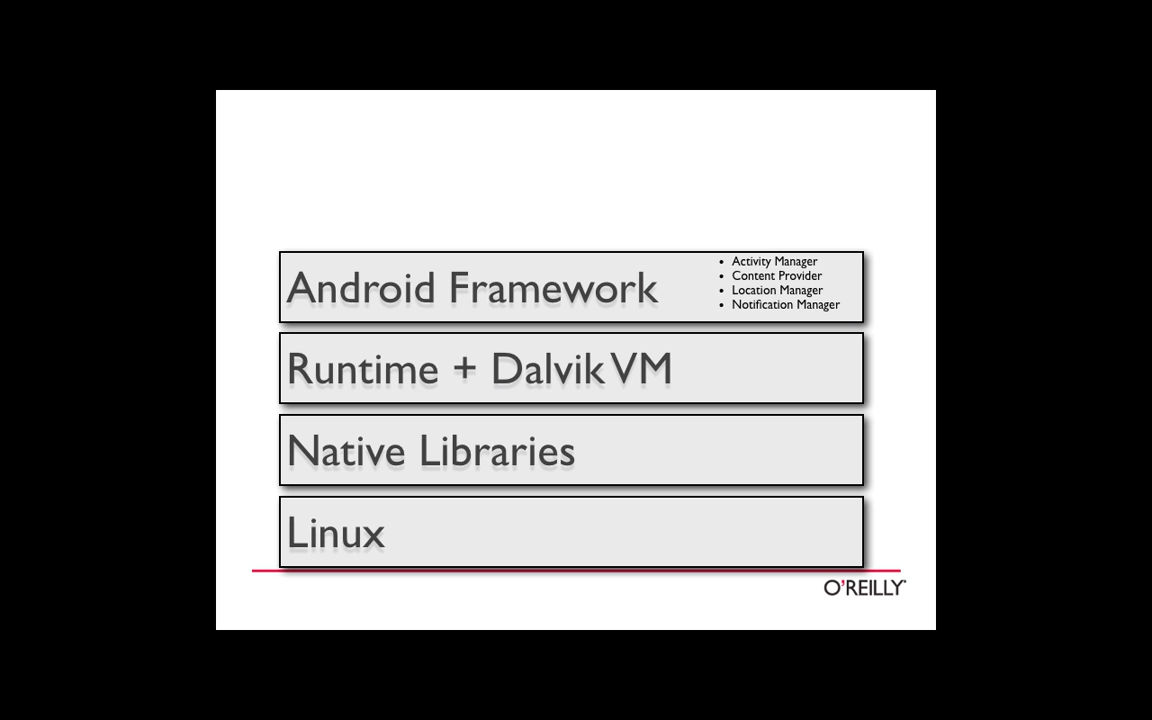 Android Framework
• Activity Manager
• Content Provider
• Location Manager
• Notification Manager
Runtime + Dalvik VM
Native Libraries
Linux
O'REILLY